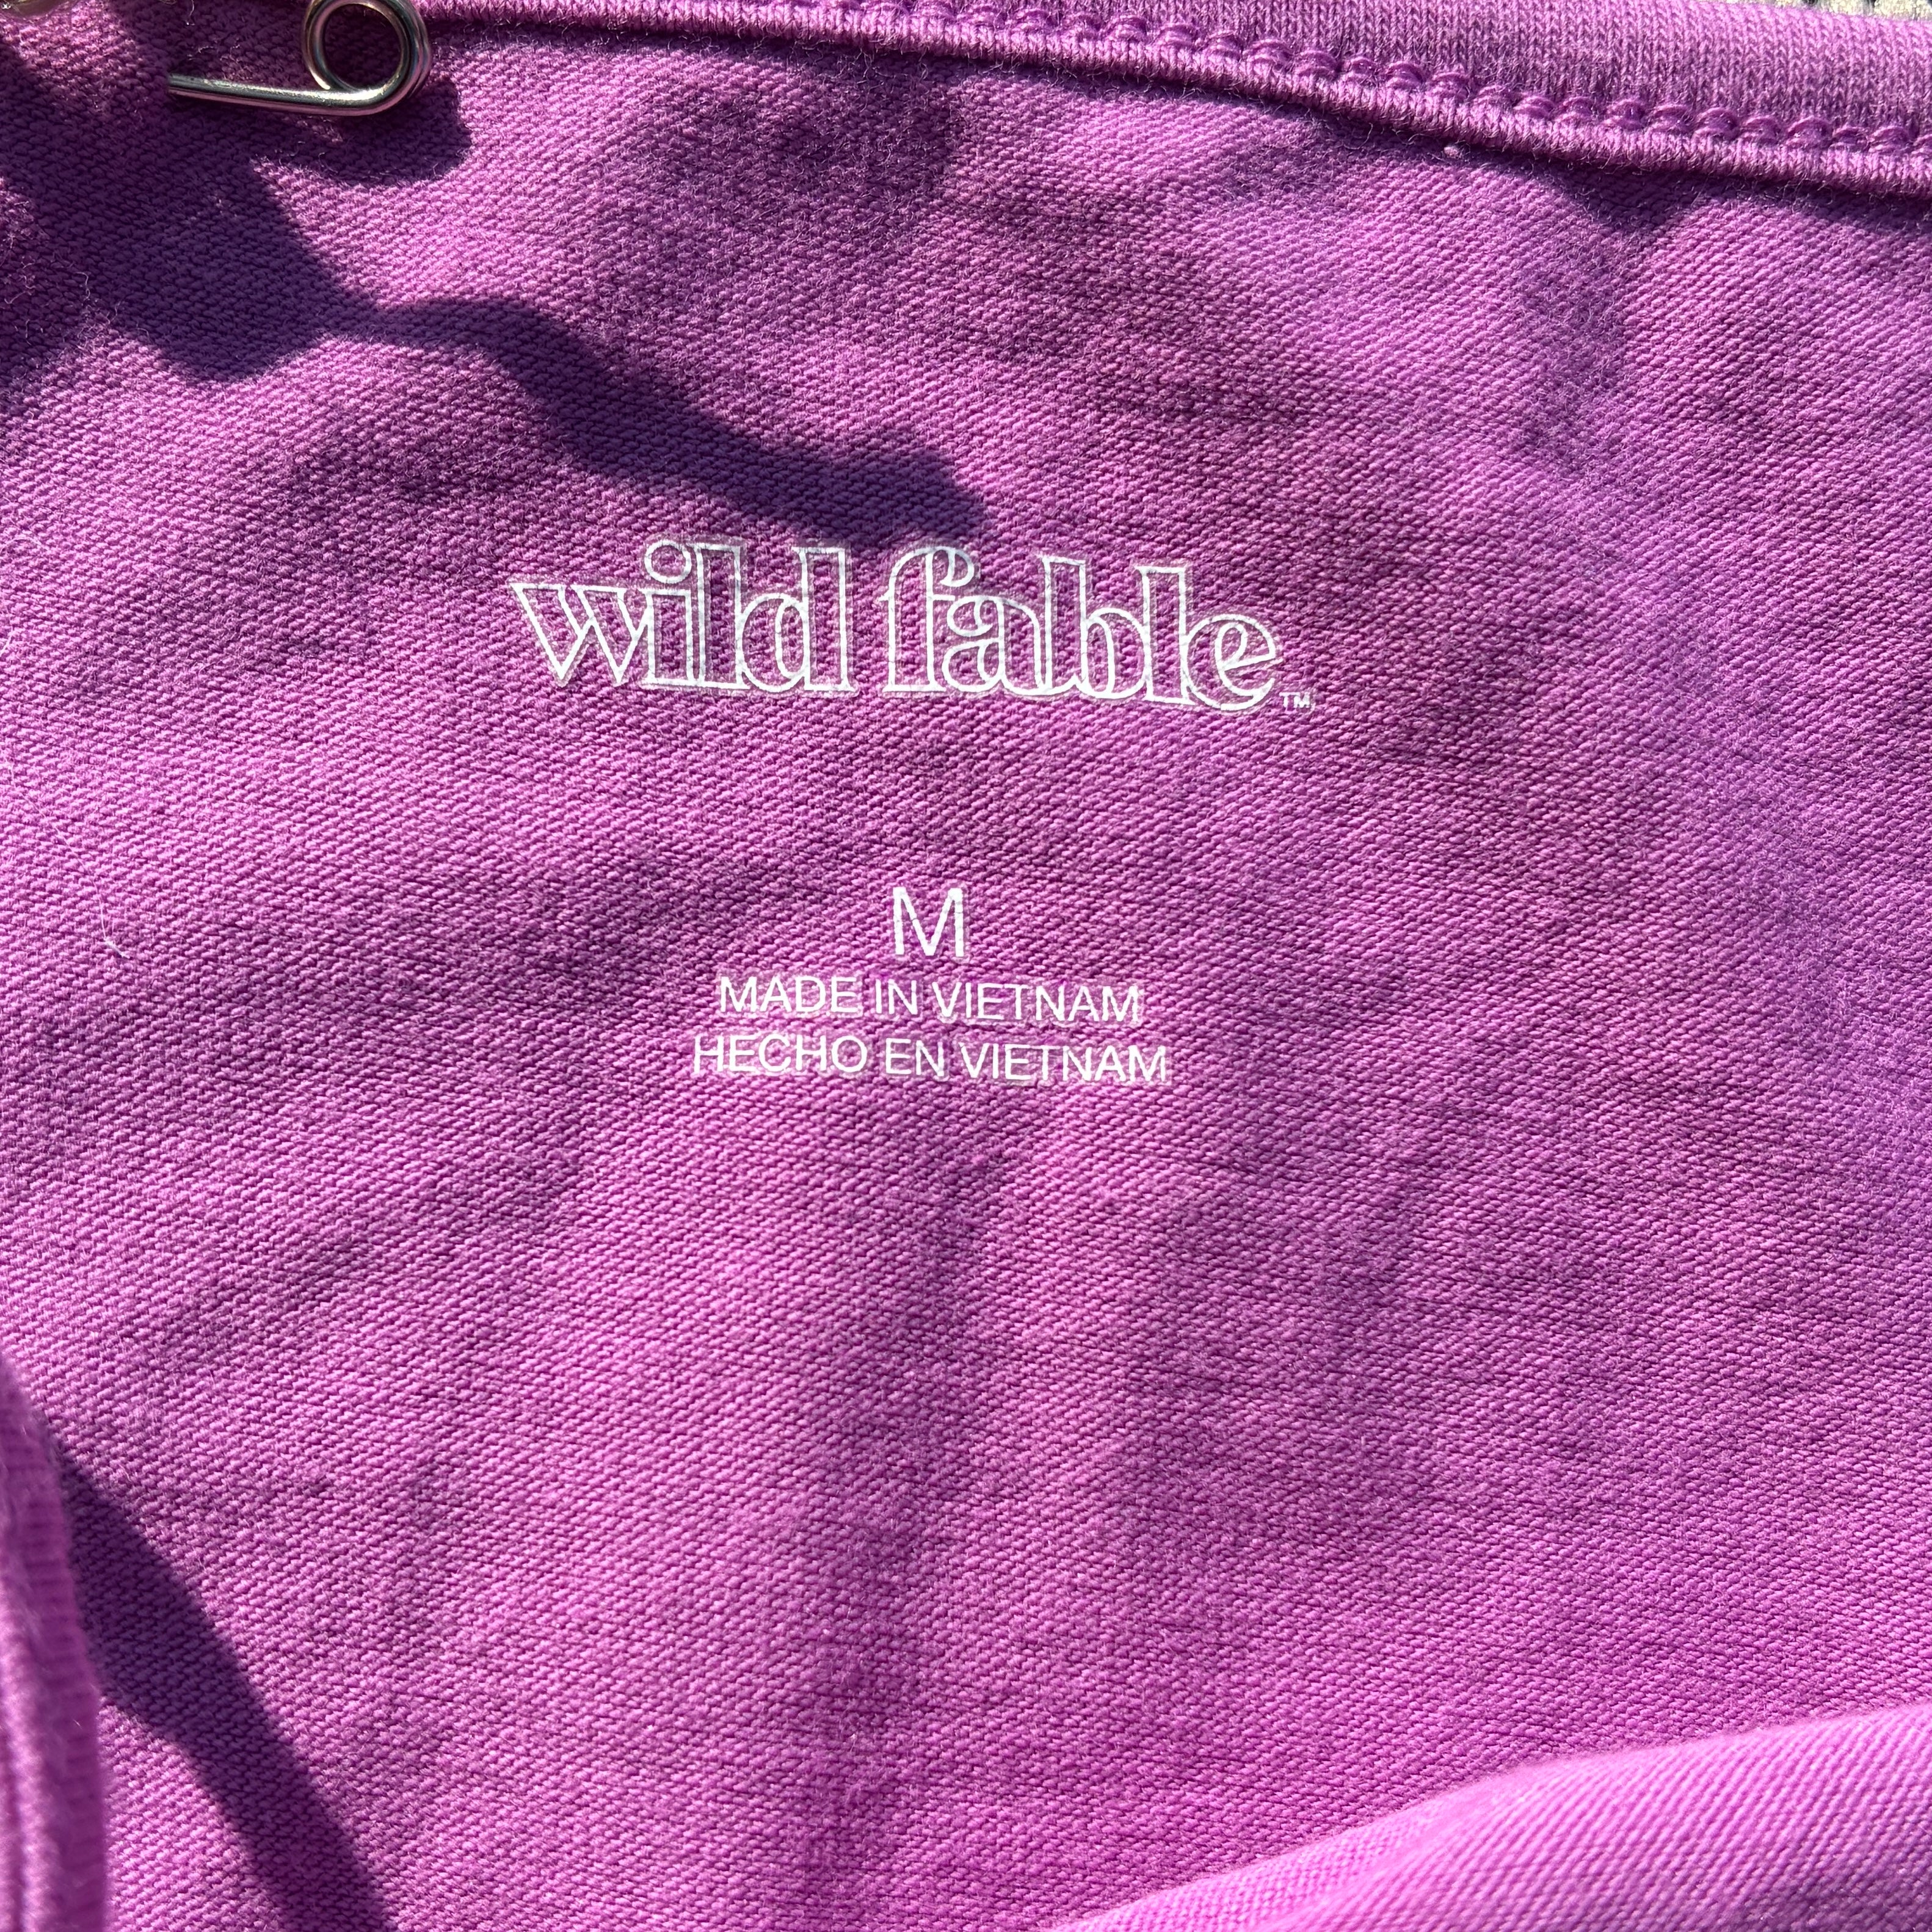 wild fable™
M
MADE IN VIETNAM
HECHO EN VIETNAM